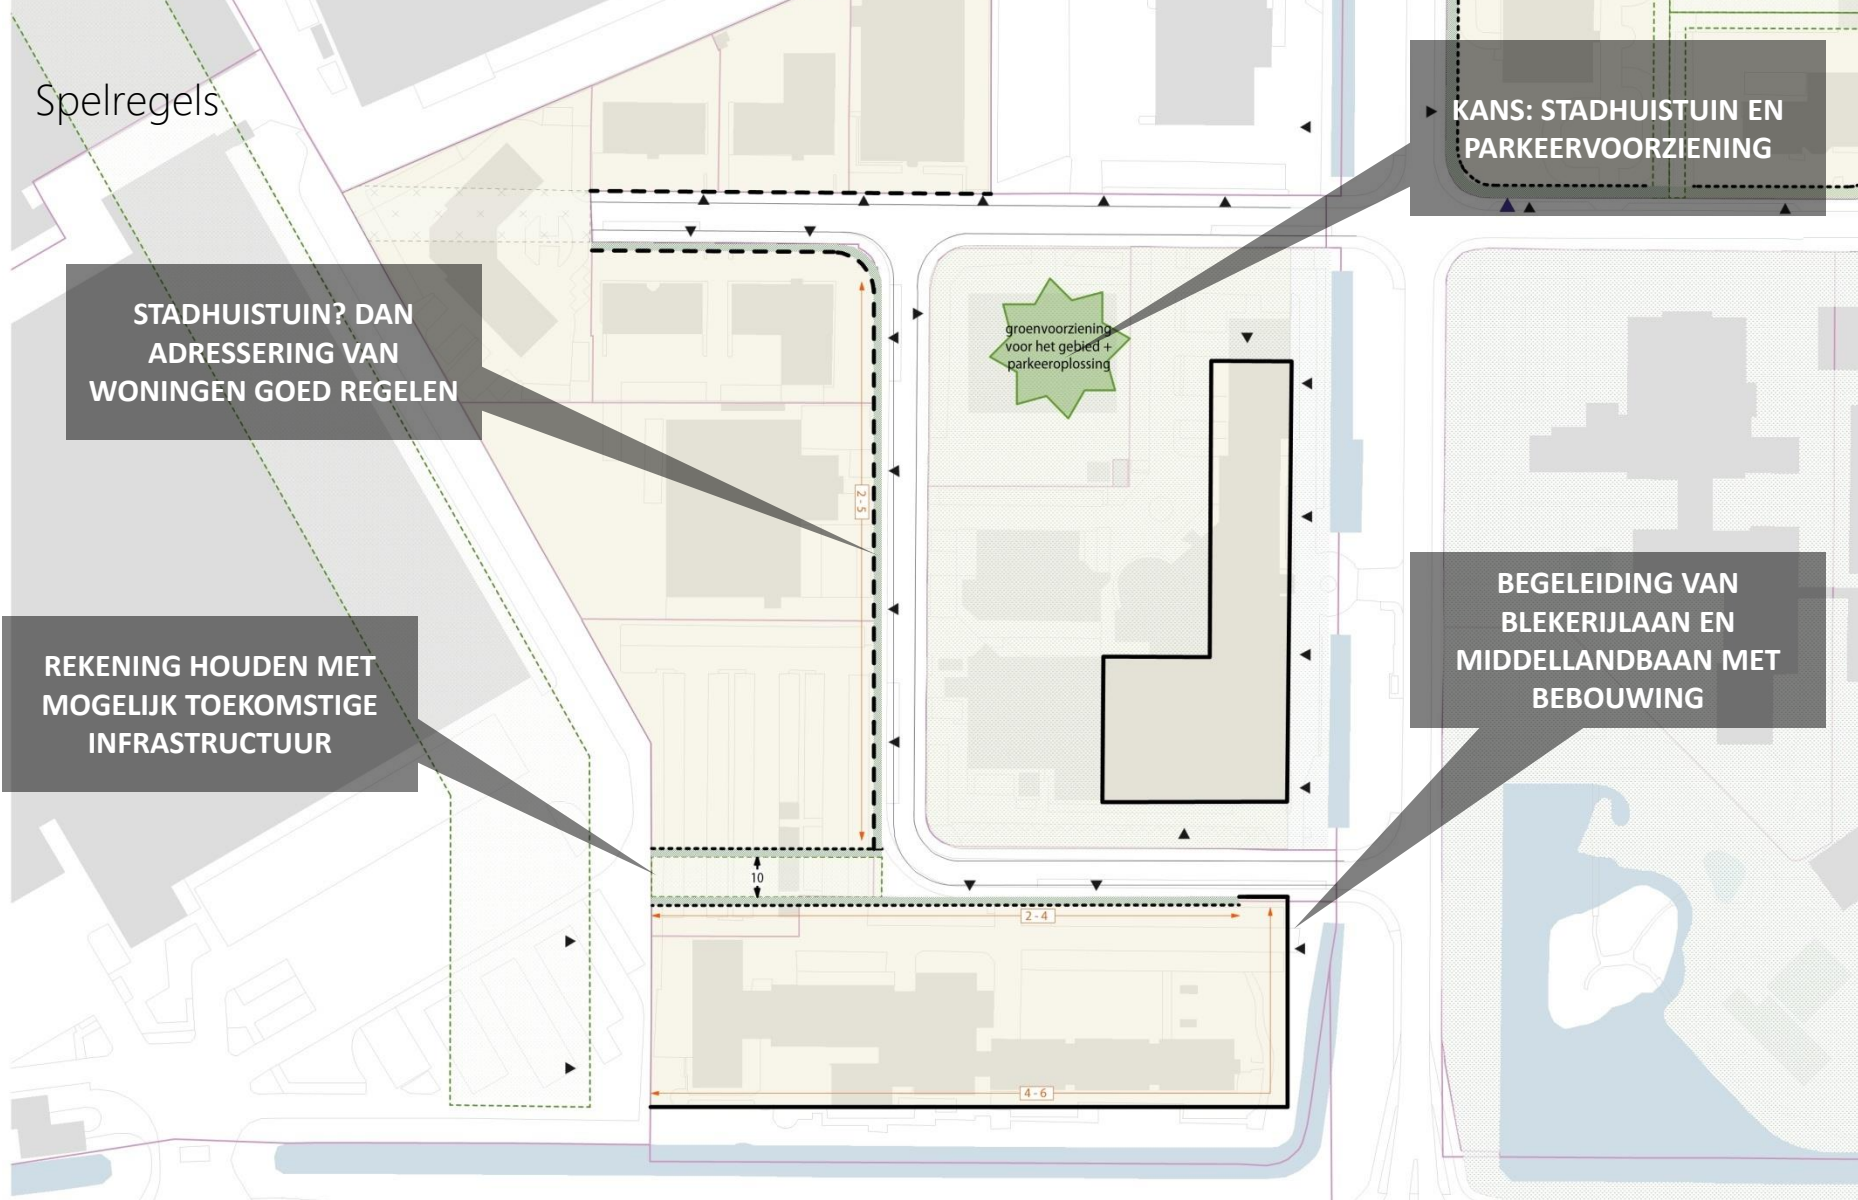 Spelregels
KANS: STADHUISTUIN EN
PARKEERVOORZIENING
STADHUISTUIN? DAN
ADRESSERING VAN
WONINGEN GOED REGELEN
groenvoorziening
voor het gebied +
parkeeroplossing
2 - 5
BEGELEIDING VAN
BLEKERIJLAAN EN
MIDDELLANDBAAN MET
BEBOUWING
REKENING HOUDEN MET
MOGELIJK TOEKOMSTIGE
INFRASTRUCTUUR
10
2 - 4
4 - 6